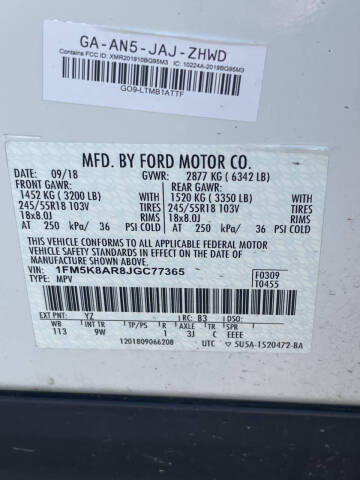 GA-AN5-JAJ-ZHWD
Contains FCC ID: XMR201910BG95M3 IC: 10224A-2019BG95M3
GO9-LTMB1ATTF
MFD. BY FORD MOTOR CO.
DATE: 09/18 GVWR: 2877 KG ( 6342 LB)
FRONT GAWR: REAR GAWR:
1452 KG ( 3200 LB) 1520 KG ( 3350 LB)
245/55R18 103V TIRES 245/55R18 103V TIRES
18x8.0J RIMS 18x8.0J RIMS
AT 250 kPa/ 36 PSI COLD AT 250 kPa/ 36 PSI COLD
THIS VEHICLE CONFORMS TO ALL APPLICABLE FEDERAL MOTOR
VEHICLE SAFETY AND BUMPER STANDARDS IN EFFECT ON THE DATE
OF MANUFACTURE SHOWN ABOVE.
VIN: 1FM5K8AR8JGC77365 F0309
TYPE: MPV T0455
EXT PNT: YZ RC: B3 DSO:
WB INT TR TP/PS R AXLE TR SPR
113 9W 1 3J C EEEE
1201809066208 UTC 5U5A-1520472-BA